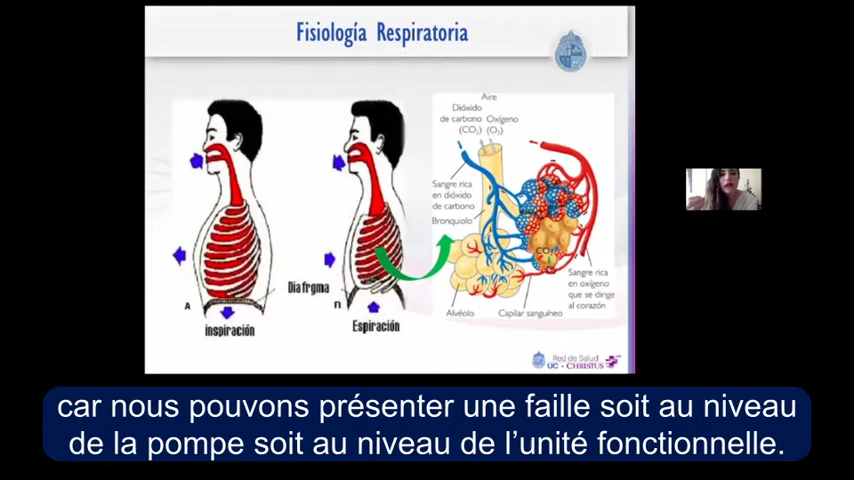 Fisiología Respiratoria
Aire
Dióxido
de carbono Oxígeno
(CO₂) (O₂)
Sangre rica
en dióxido
de carbono
Bronquiolo
CO₂
Sangre rica
en oxígeno
que se dirige
al corazón
Alvéolo
Capilar sanguíneo
A
inspiración
Diafrgma
Espiración
Red de Salud
UC CHRISTUS
car nous pouvons présenter une faille soit au niveau
de la pompe soit au niveau de l’unité fonctionnelle.